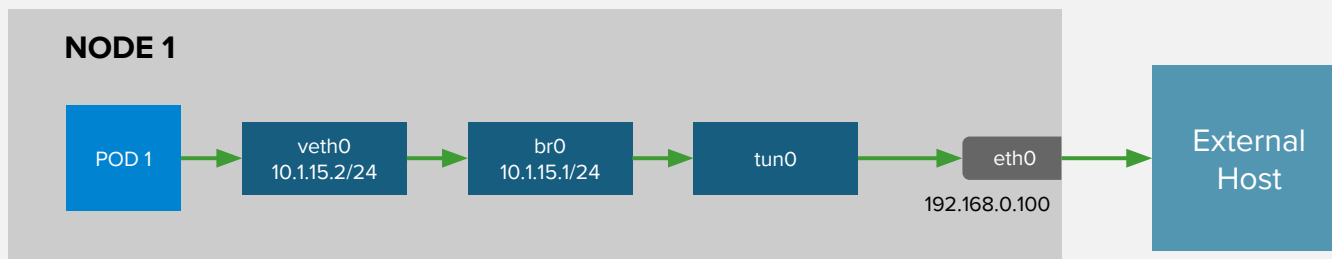 NODE 1
POD 1
veth0
10.1.15.2/24
br0
10.1.15.1/24
tun0
eth0
192.168.0.100
External
Host